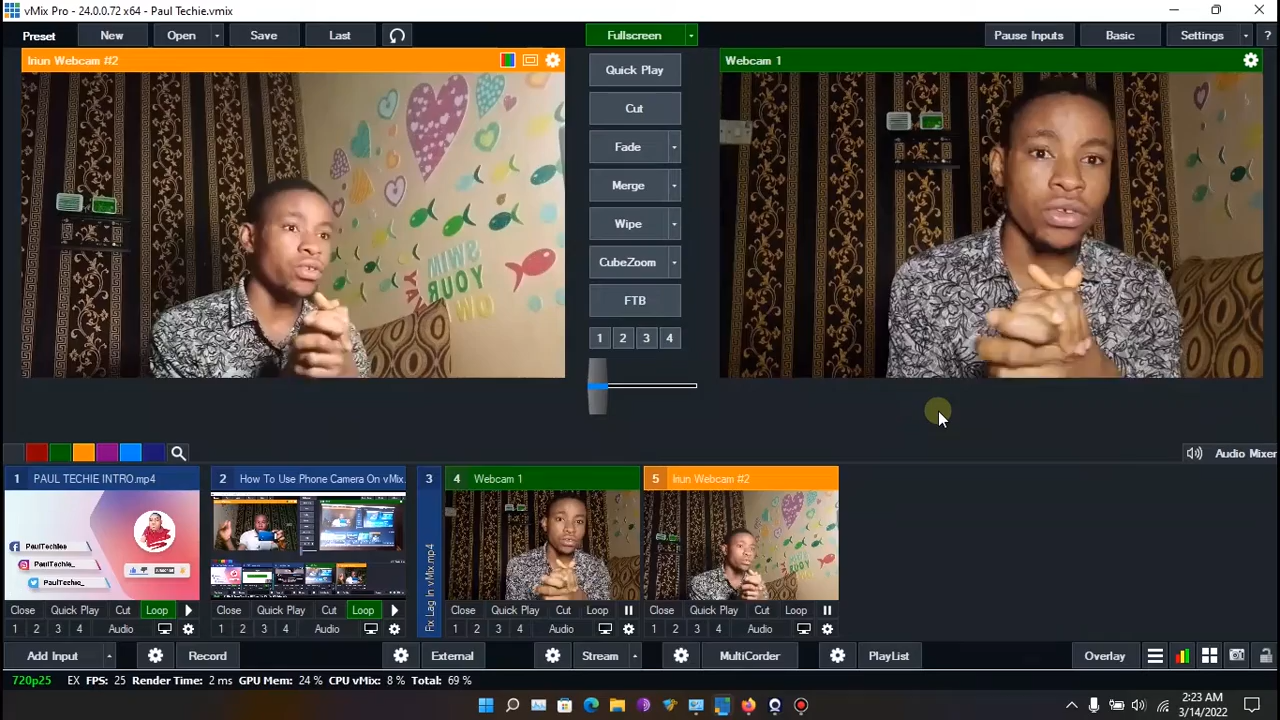 vMix Pro - 24.0.0.72 x64 - Paul Techie.vmix
Preset New Open Save Last Fullscreen Pause Inputs Basic Settings ?
Iriun Webcam #2
Webcam 1
SWIM
YOUR
OW
Quick Play
Cut
Fade
Merge
Wipe
CubeZoom
FTB
1 2 3 4
Audio Mixer
1 PAUL TECHIE INTRO.mp4
2 How To Use Phone Camera On vMix.
3
4 Webcam 1
5 Iriun Webcam #2
PaulTechiee
PaulTechie_
PaulTechie_
Fix Lag In vMix.mp4
Close Quick Play Cut Loop
Close Quick Play Cut Loop
Close Quick Play Cut Loop
Close Quick Play Cut Loop
1 2 3 4 Audio
1 2 3 4 Audio
1 2 3 4 Audio
1 2 3 4 Audio
Add Input Record External Stream MultiCorder PlayList Overlay
720p25 EX FPS: 25 Render Time: 2 ms GPU Mem: 24 % CPU vMix: 8 % Total: 69 %
2:23 AM
3/14/2022